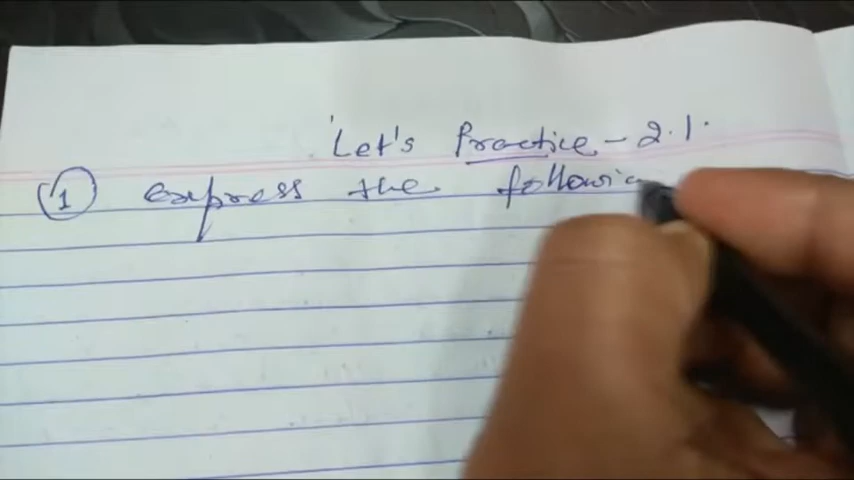 Let's Practice - 2.1.
(1) express the